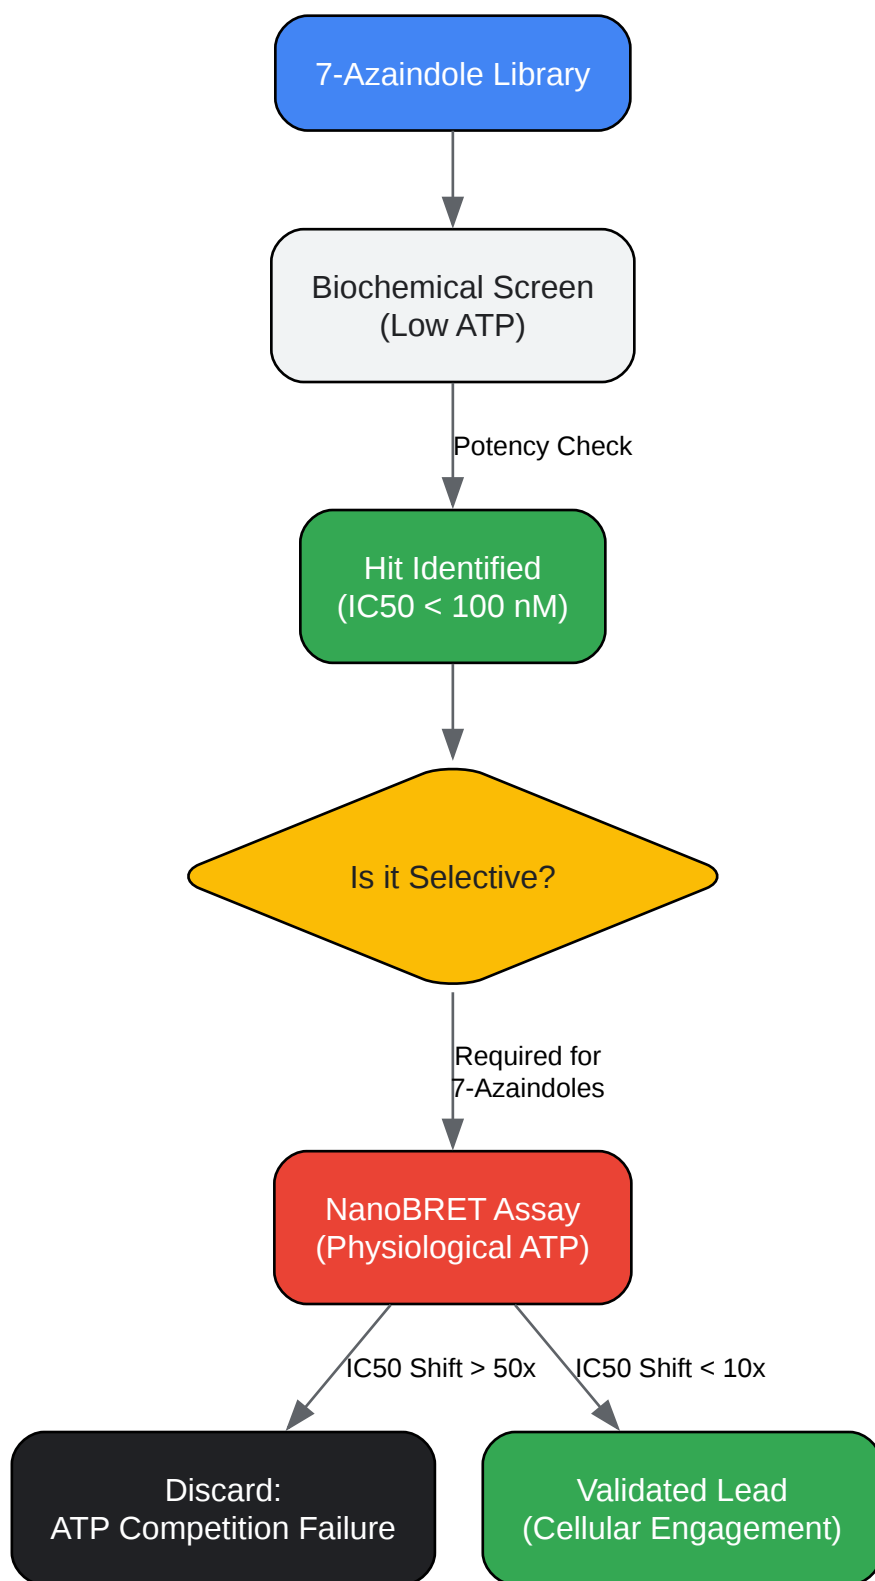 7-Azaindole Library
Biochemical Screen
(Low ATP)
Potency Check
Hit Identified
(IC50 < 100 nM)
Is it Selective?
Required for
7-Azaindoles
NanoBRET Assay
(Physiological ATP)
IC50 Shift > 50x
IC50 Shift < 10x
Discard:
ATP Competition Failure
Validated Lead
(Cellular Engagement)